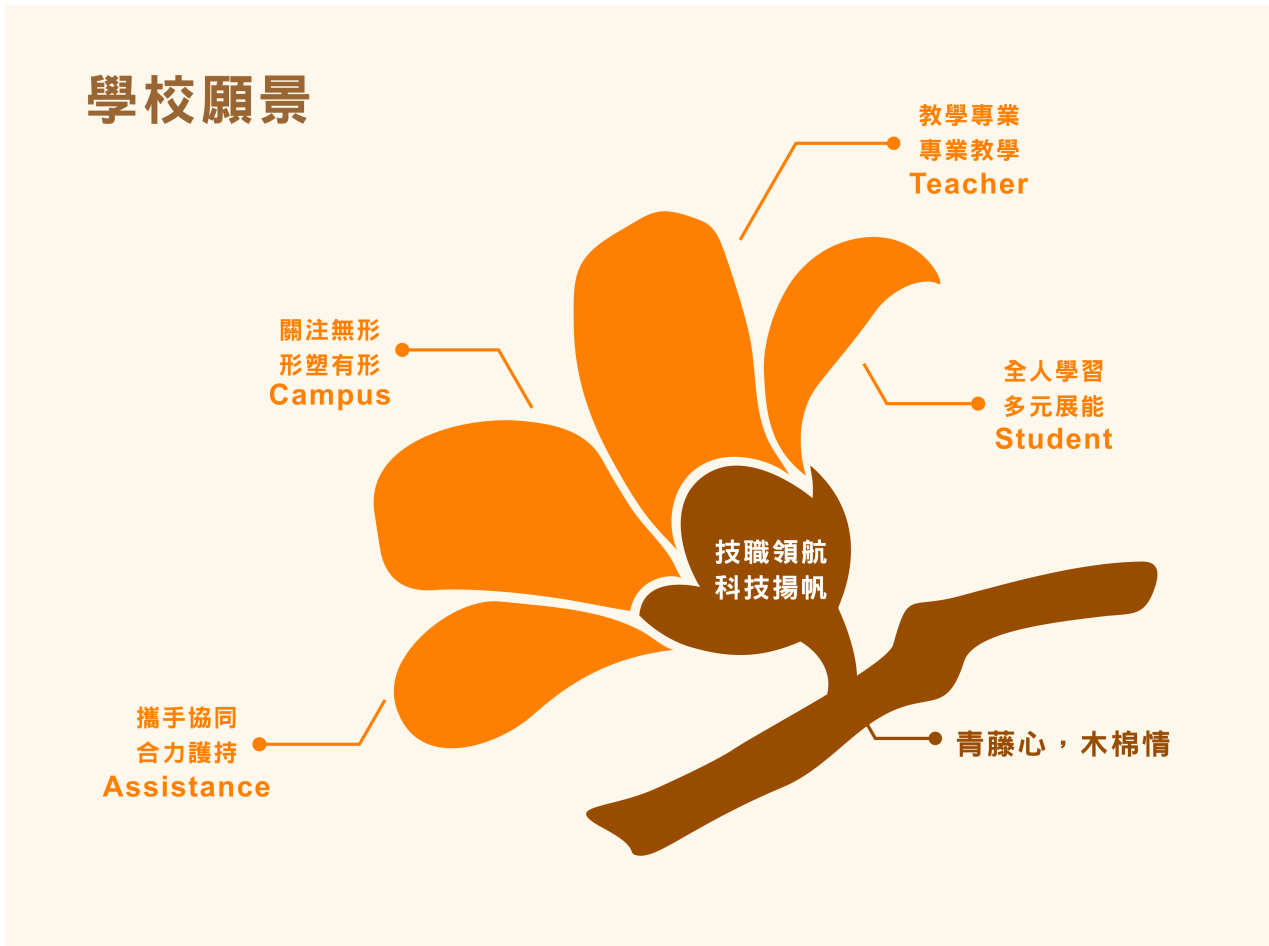 學校願景
教學專業
專業教學
Teacher
關注無形
形塑有形
Campus
全人學習
多元展能
Student
技職領航
科技揚帆
攜手協同
合力護持
Assistance
青藤心，木棉情